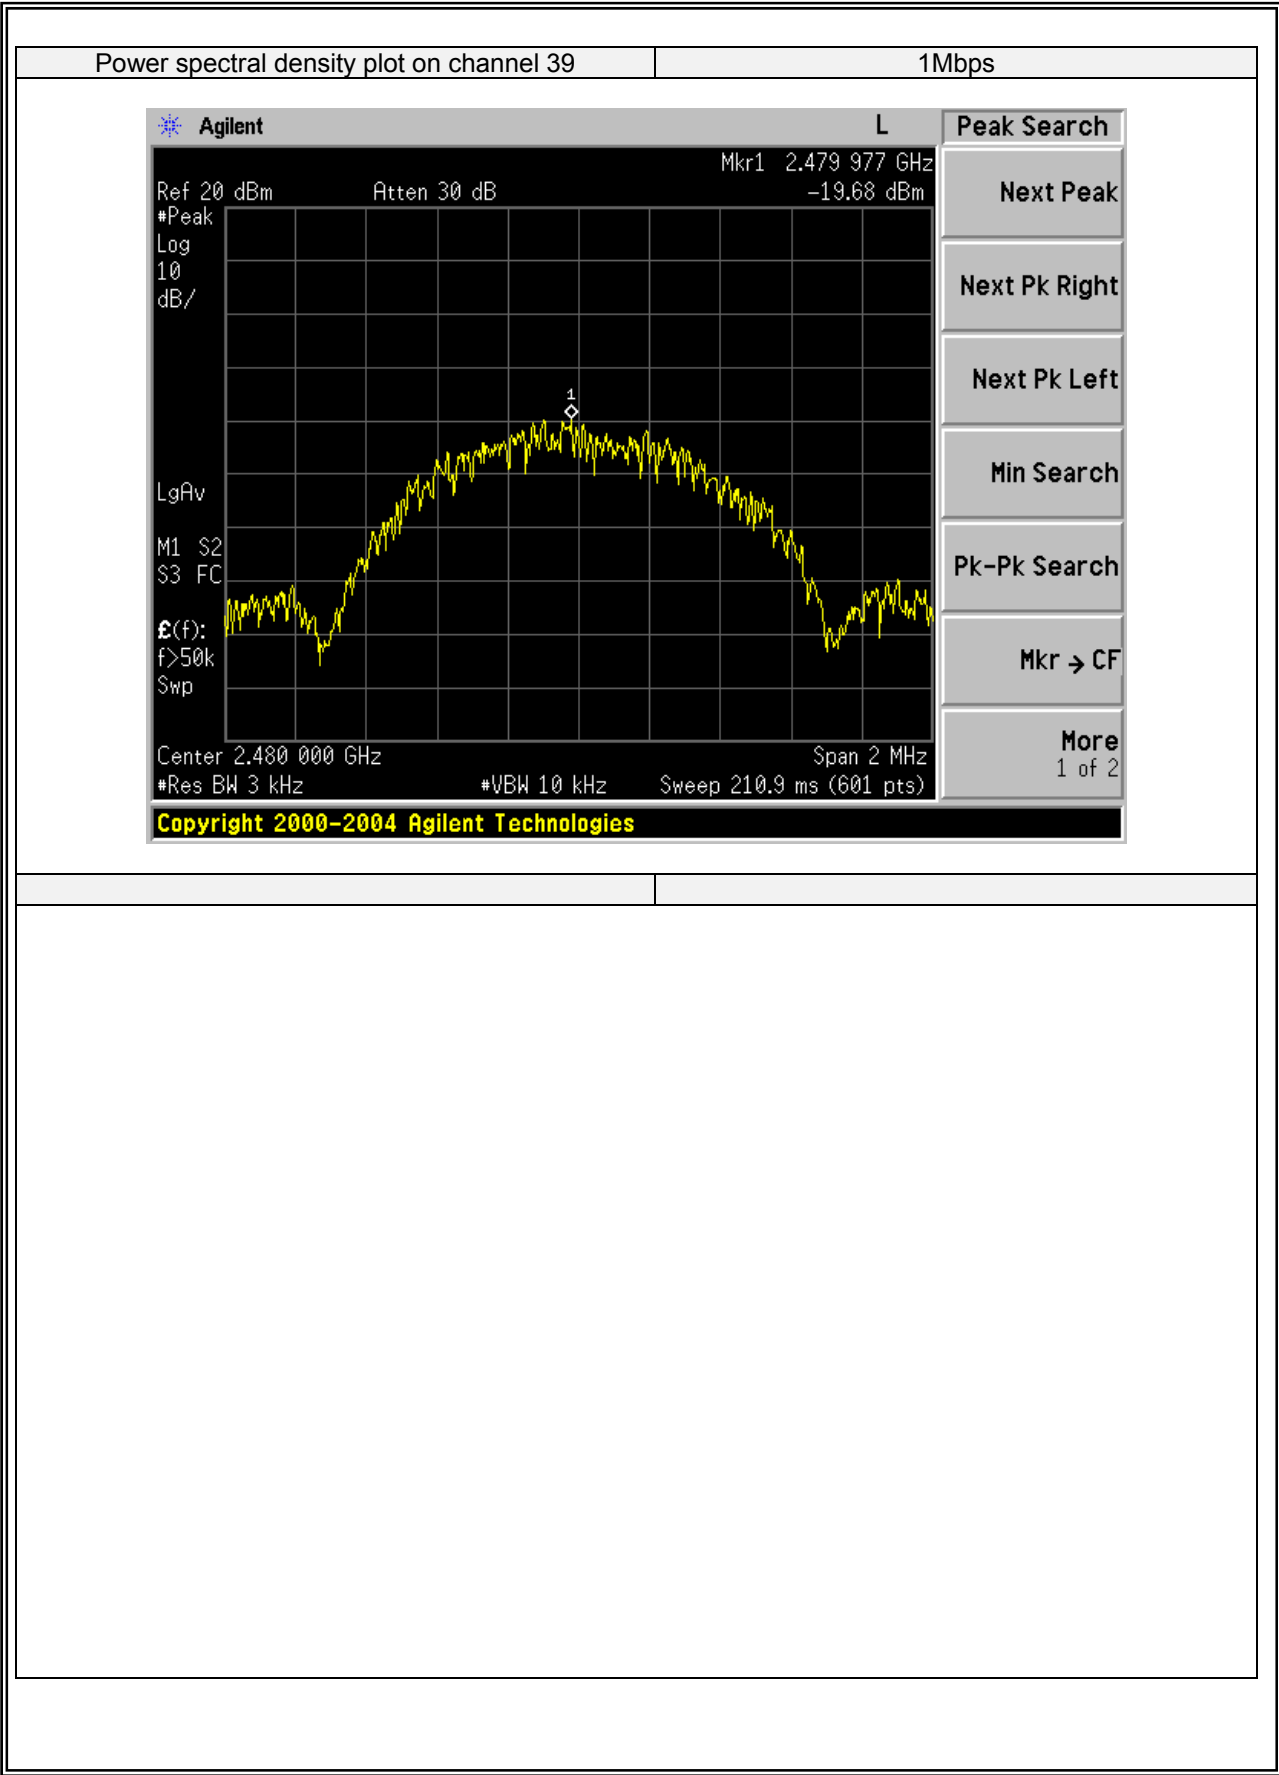 Power spectral density plot on channel 39 1Mbps
Agilent L Peak Search
Mkr1 2.479 977 GHz
Ref 20 dBm Atten 30 dB -19.68 dBm Next Peak
#Peak
Log
10
dB/
Next Pk Right
Next Pk Left
1
Min Search
LgAv
M1 S2
S3 FC
Pk-Pk Search
£(f):
f>50k
Swp
Mkr → CF
More
1 of 2
Center 2.480 000 GHz Span 2 MHz
#Res BW 3 kHz #VBW 10 kHz Sweep 210.9 ms (601 pts)
Copyright 2000-2004 Agilent Technologies